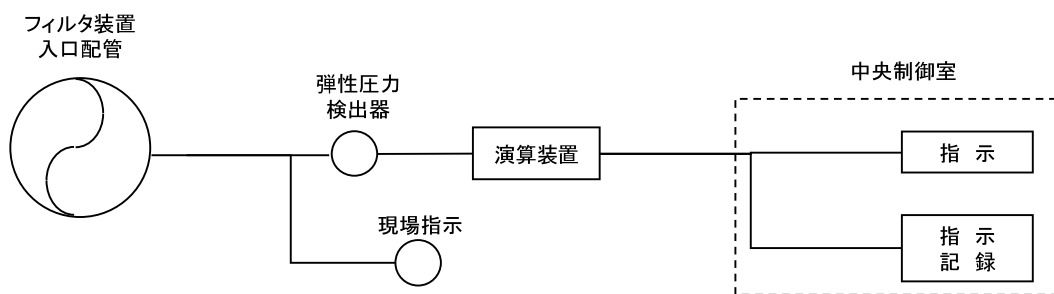 フィルタ装置
入口配管
弾性圧力
検出器
演算装置
現場指示
中央制御室
指 示
指 示
記 録